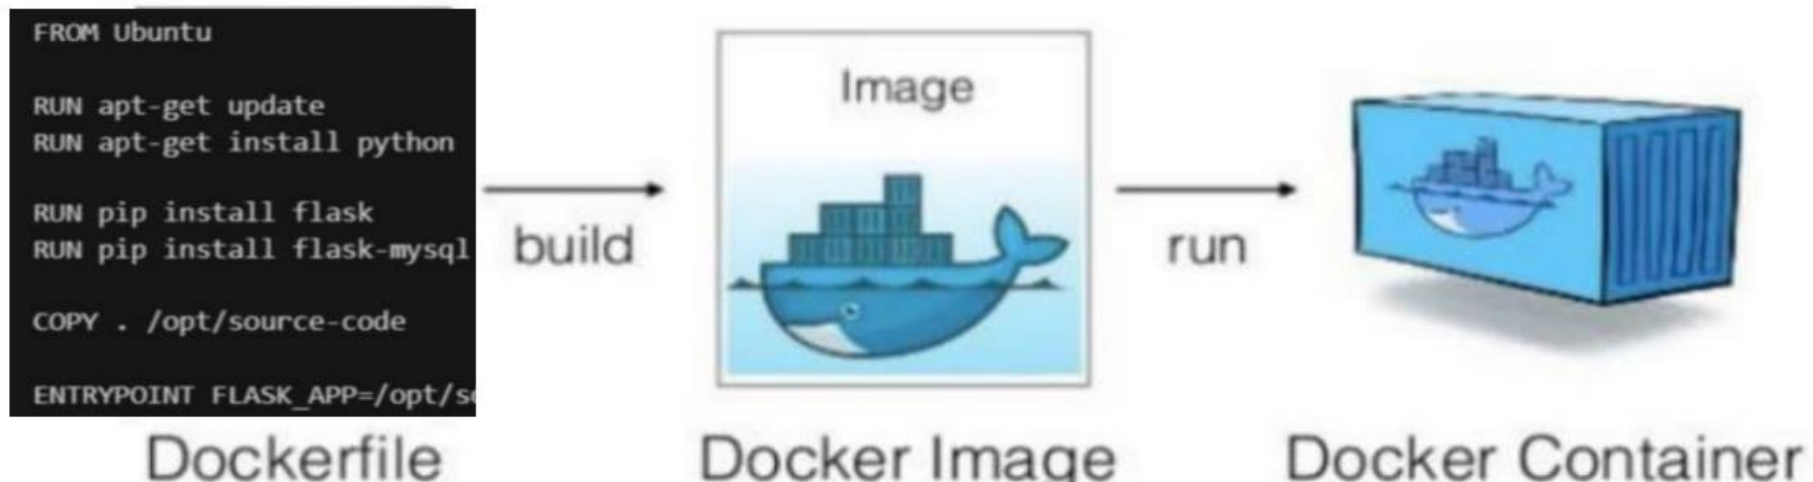 FROM Ubuntu
RUN apt-get update
RUN apt-get install python
RUN pip install flask
RUN pip install flask-mysql
COPY . /opt/source-code
ENTRYPOINT FLASK_APP=/opt/s
Dockerfile
build
Image
Docker Image
run
Docker Container